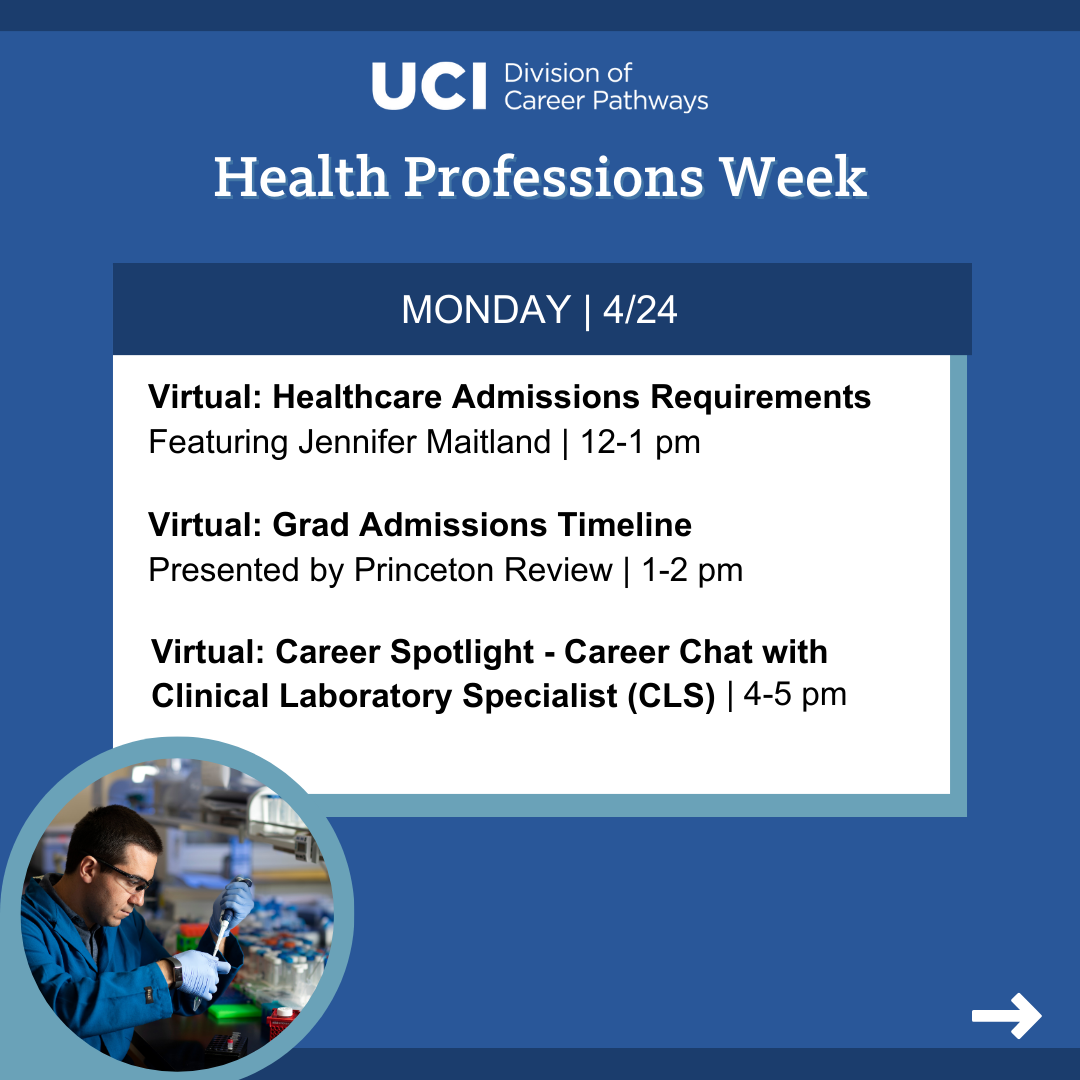 UCI Division of
Career Pathways
Health Professions Week
MONDAY | 4/24
Virtual: Healthcare Admissions Requirements
Featuring Jennifer Maitland | 12-1 pm
Virtual: Grad Admissions Timeline
Presented by Princeton Review | 1-2 pm
Virtual: Career Spotlight - Career Chat with
Clinical Laboratory Specialist (CLS) | 4-5 pm